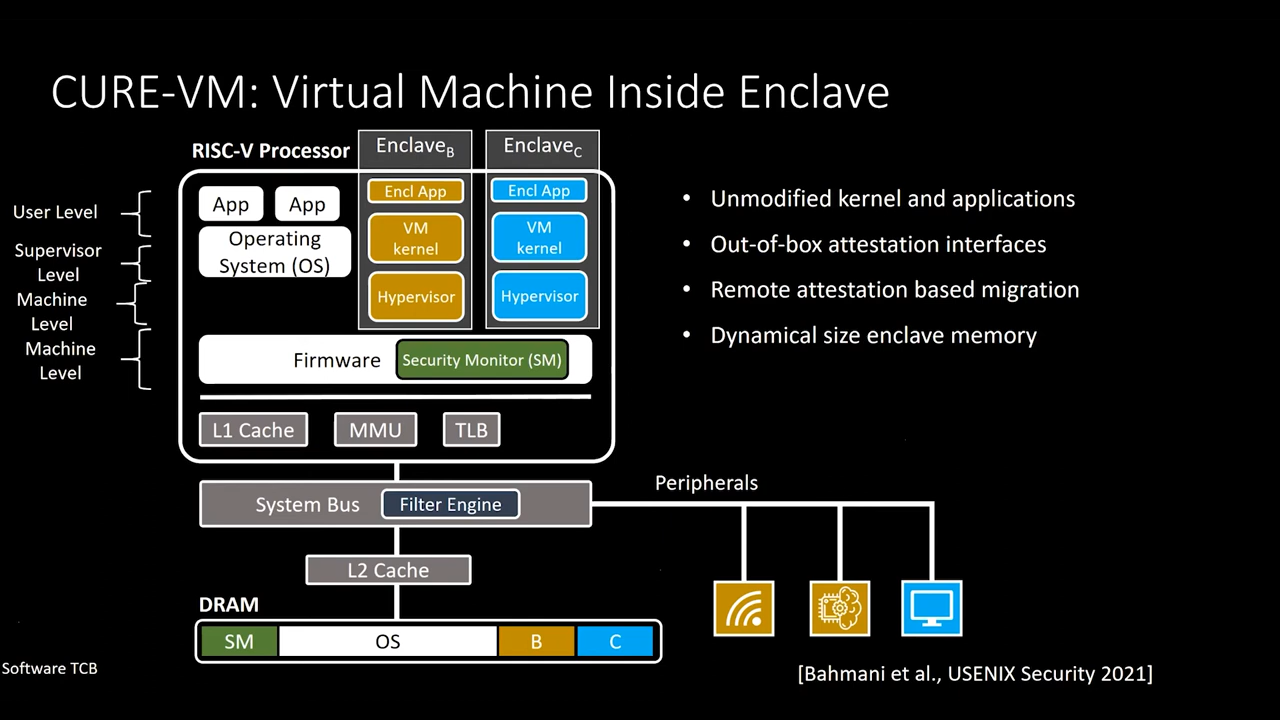 CURE-VM: Virtual Machine Inside Enclave
RISC-V Processor
Enclave_B
Enclave_C
User Level
Supervisor
Level
Machine
Level
Machine
Level
App
App
Operating
System (OS)
Encl App
VM
kernel
Hypervisor
Encl App
VM
kernel
Hypervisor
Firmware
Security Monitor (SM)
L1 Cache
MMU
TLB
System Bus
Filter Engine
L2 Cache
DRAM
SM
OS
B
C
Peripherals
• Unmodified kernel and applications
• Out-of-box attestation interfaces
• Remote attestation based migration
• Dynamical size enclave memory
Software TCB
[Bahmani et al., USENIX Security 2021]